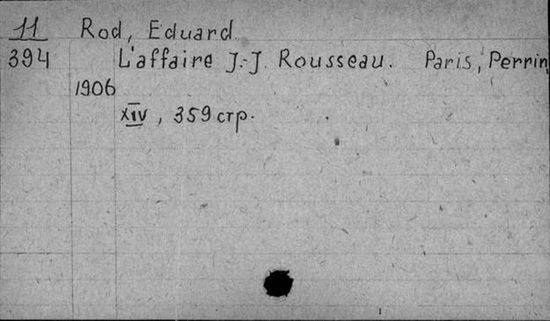 11 Rod, Eduard.
394 L'affaire J.-J. Rousseau. Paris, Perrin,
1906
XIV, 359 стр.